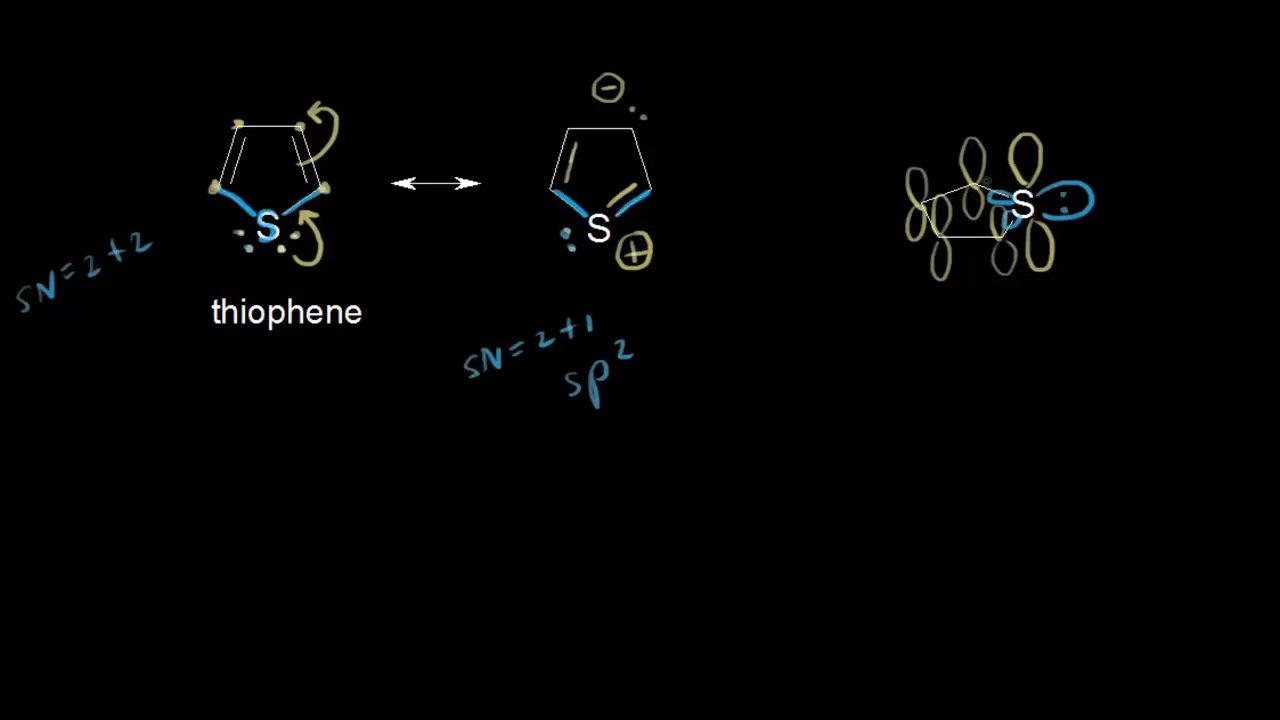 ⊖
S
S
⊕
S
SN = 2 + 2
thiophene
SN = 2 + 1
sp²